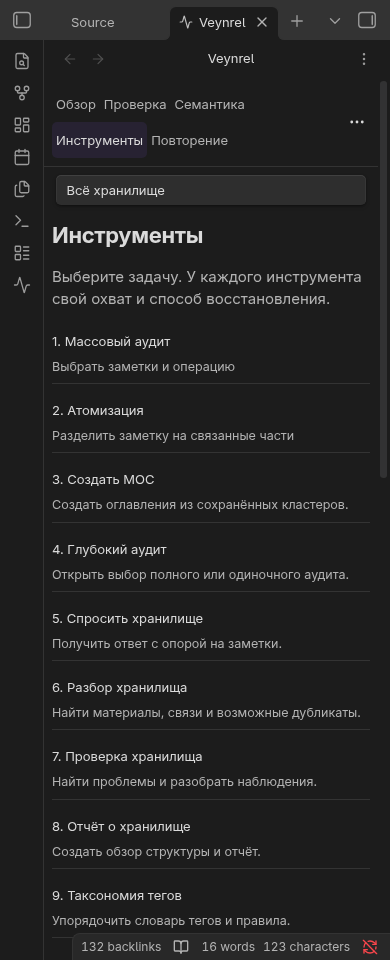 Source
Veynrel
Veynrel
Обзор Проверка Семантика
Инструменты Повторение
Всё хранилище
Инструменты
Выберите задачу. У каждого инструмента
свой охват и способ восстановления.
1. Массовый аудит
Выбрать заметки и операцию
2. Атомизация
Разделить заметку на связанные части
3. Создать MOC
Создать оглавления из сохранённых кластеров.
4. Глубокий аудит
Открыть выбор полного или одиночного аудита.
5. Спросить хранилище
Получить ответ с опорой на заметки.
6. Разбор хранилища
Найти материалы, связи и возможные дубликаты.
7. Проверка хранилища
Найти проблемы и разобрать наблюдения.
8. Отчёт о хранилище
Создать обзор структуры и отчёт.
9. Таксономия тегов
Упорядочить словарь тегов и правила.
132 backlinks 16 words 123 characters